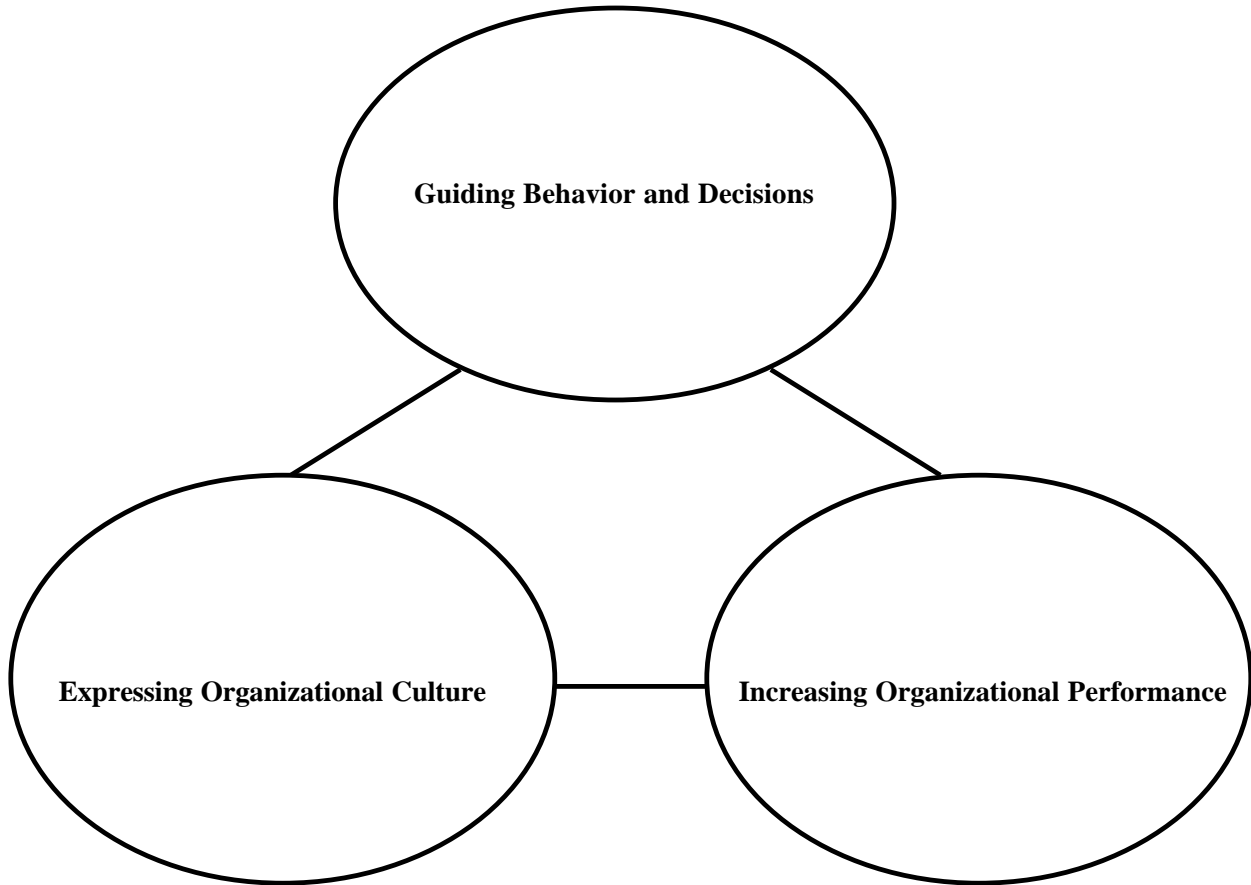 Guiding Behavior and Decisions
Expressing Organizational Culture
Increasing Organizational Performance